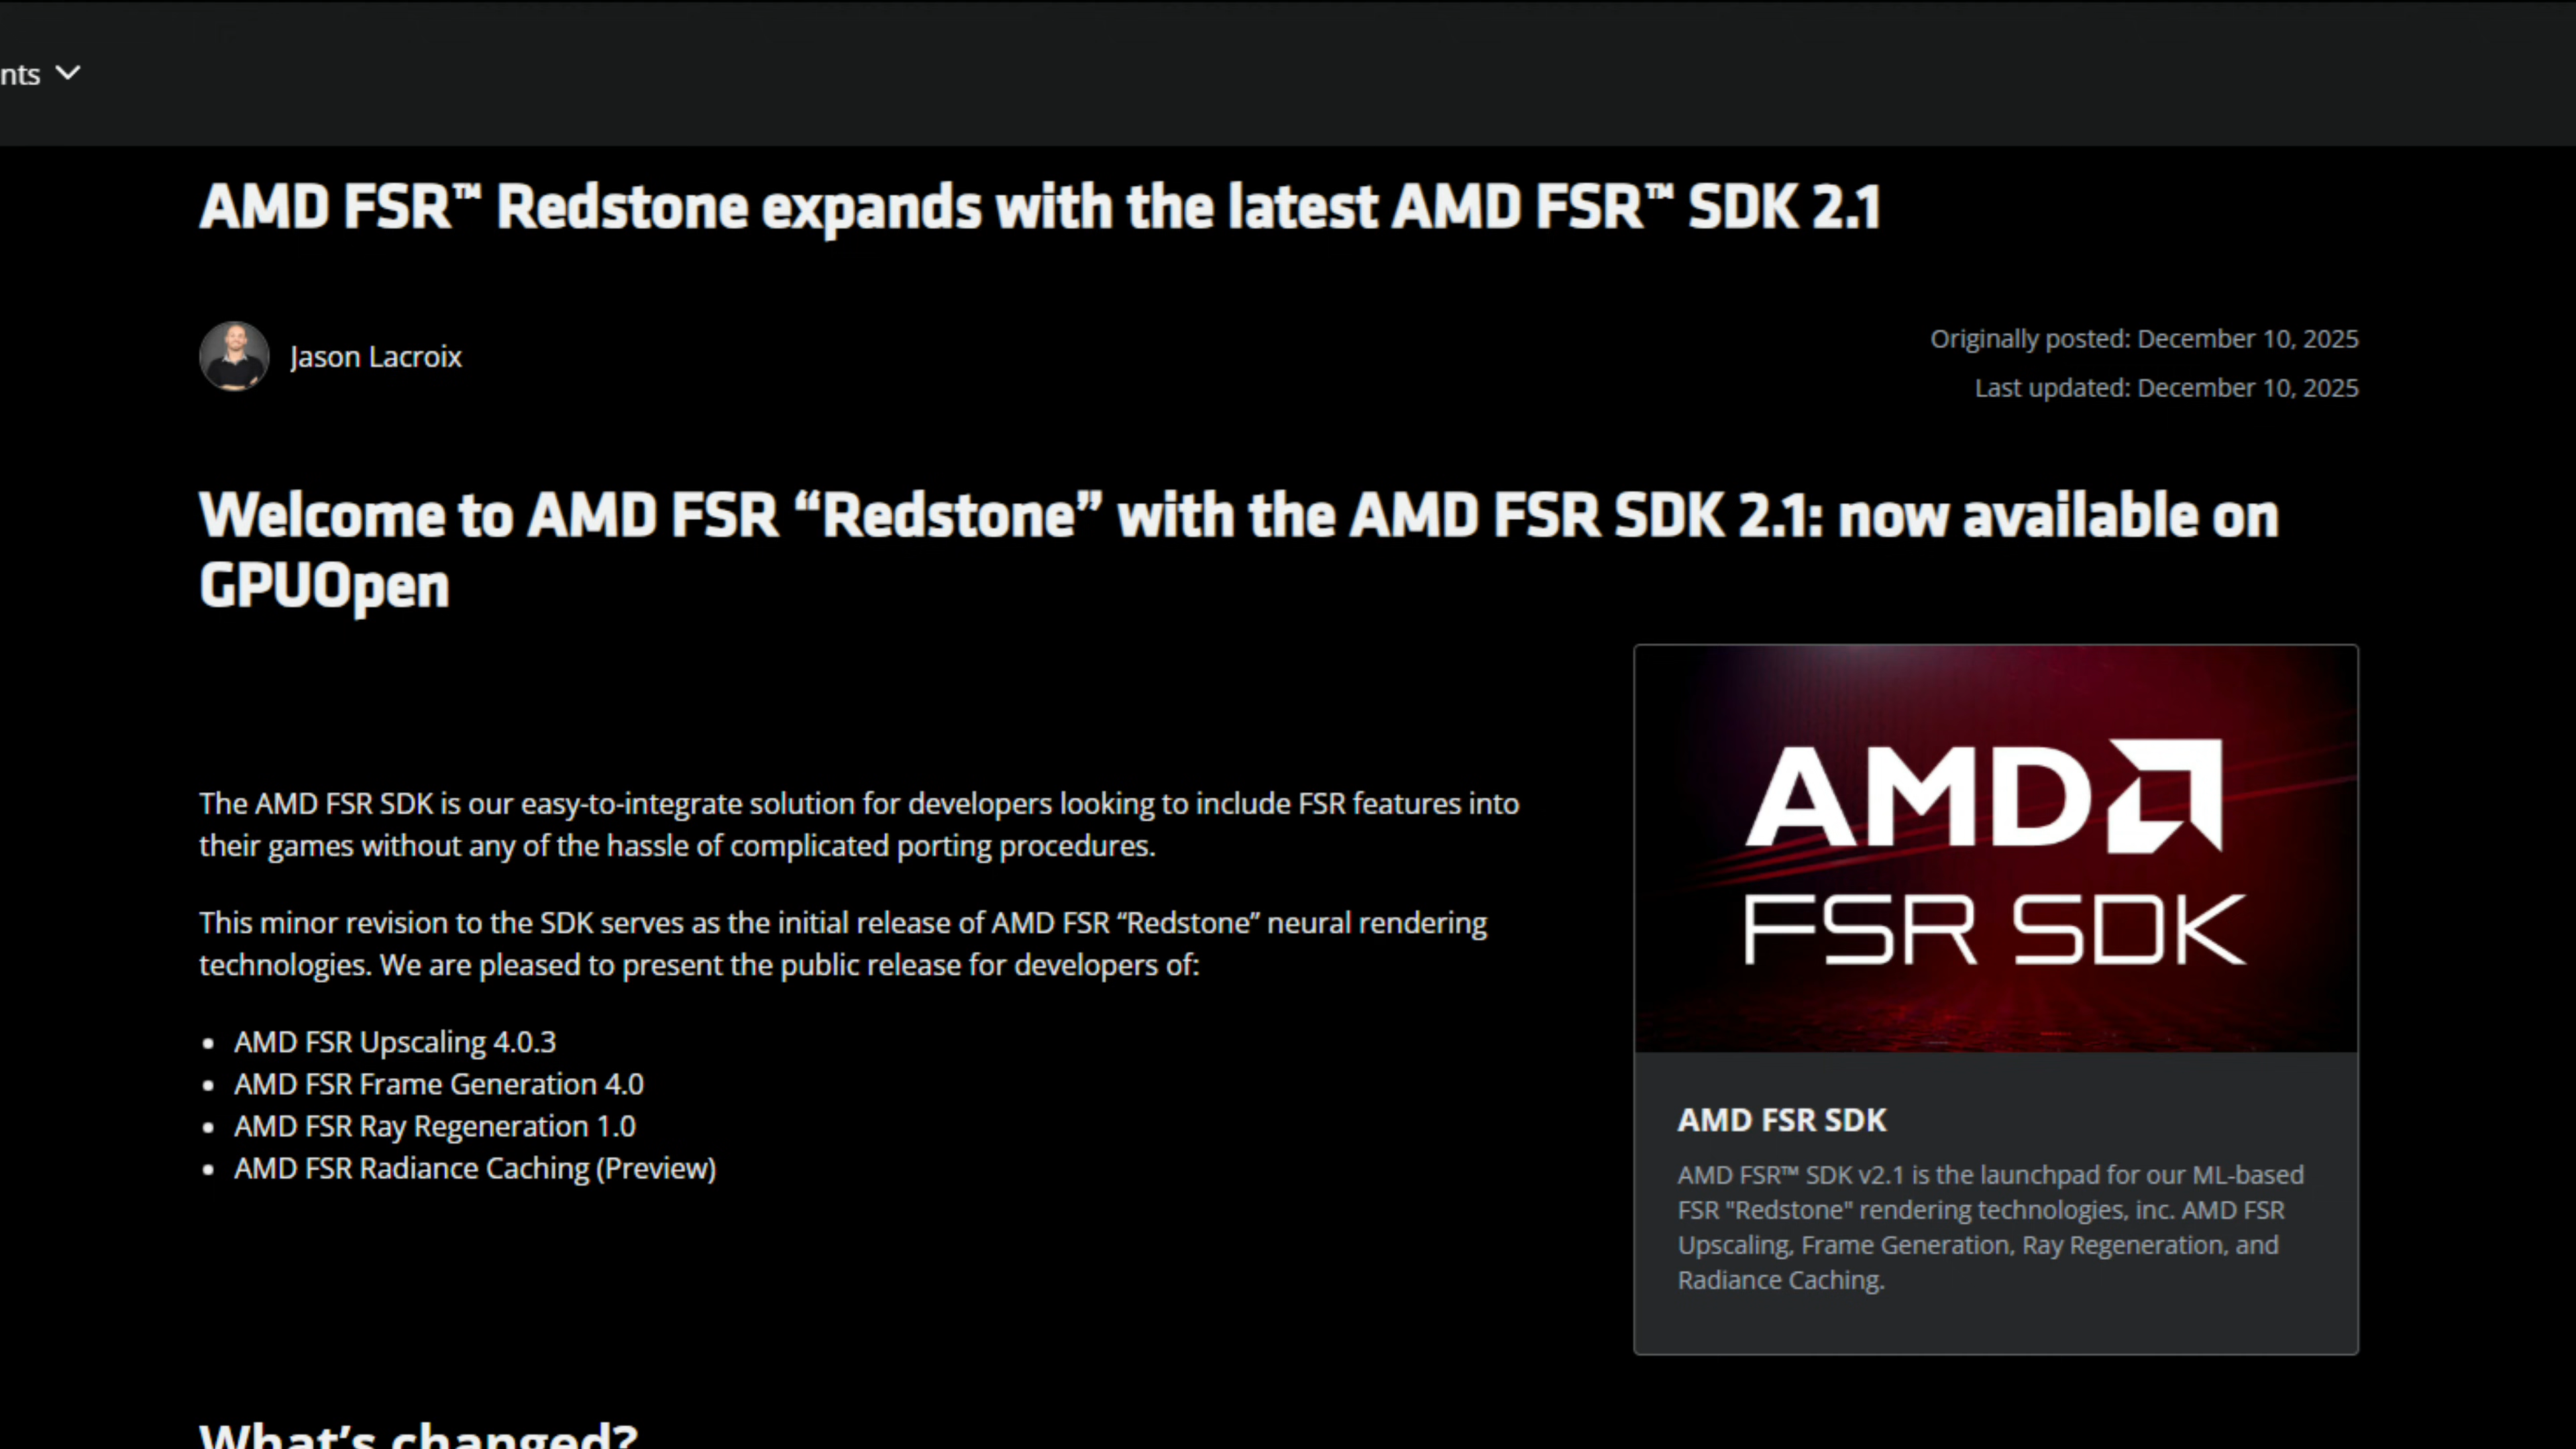 nts
AMD FSR™ Redstone expands with the latest AMD FSR™ SDK 2.1
Jason Lacroix
Originally posted: December 10, 2025
Last updated: December 10, 2025
Welcome to AMD FSR “Redstone” with the AMD FSR SDK 2.1: now available on
GPUOpen
The AMD FSR SDK is our easy-to-integrate solution for developers looking to include FSR features into
their games without any of the hassle of complicated porting procedures.
This minor revision to the SDK serves as the initial release of AMD FSR “Redstone” neural rendering
technologies. We are pleased to present the public release for developers of:
• AMD FSR Upscaling 4.0.3
• AMD FSR Frame Generation 4.0
• AMD FSR Ray Regeneration 1.0
• AMD FSR Radiance Caching (Preview)
AMD
FSR SDK
AMD FSR SDK
AMD FSR™ SDK v2.1 is the launchpad for our ML-based
FSR "Redstone" rendering technologies, inc. AMD FSR
Upscaling, Frame Generation, Ray Regeneration, and
Radiance Caching.
What’s changed?